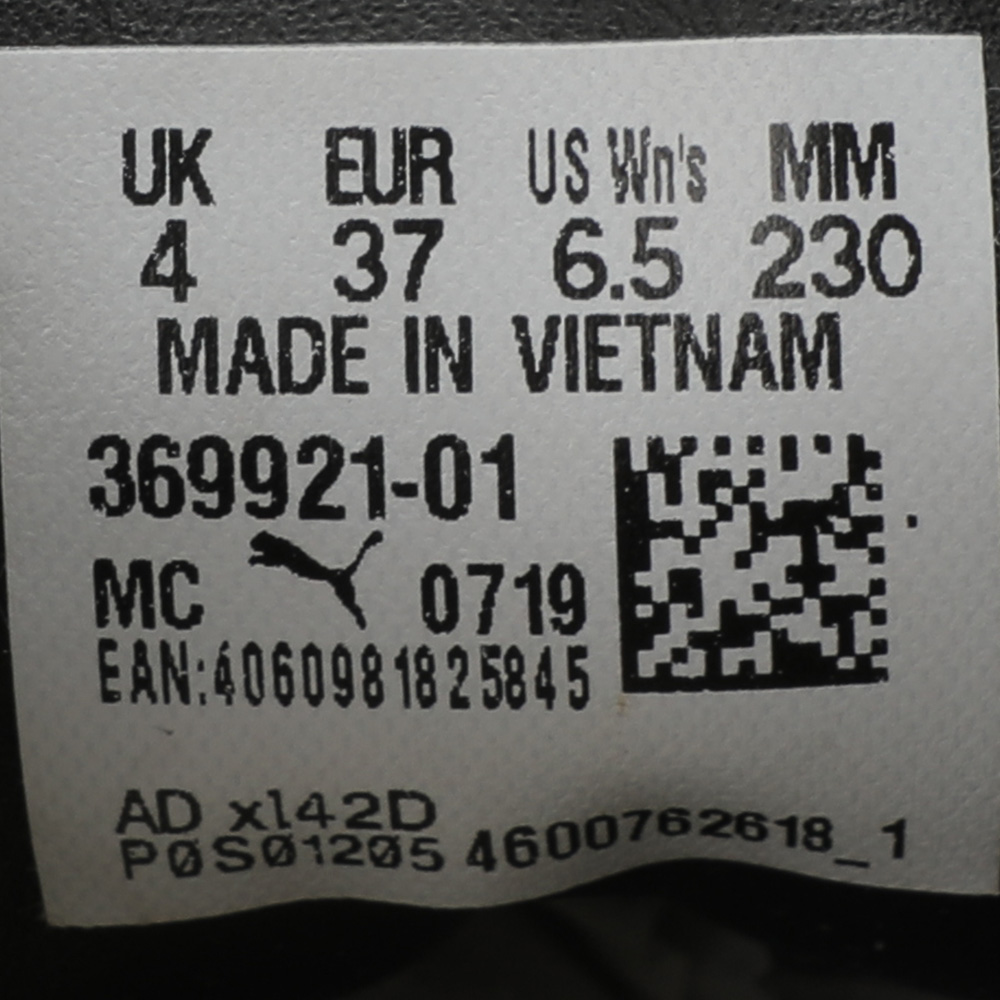 UK EUR US Wn's MM
4 37 6.5 230
MADE IN VIETNAM
369921-01
MC 0719
EAN:4060981825845
AD xl42D
P0S01205 4600762618_1